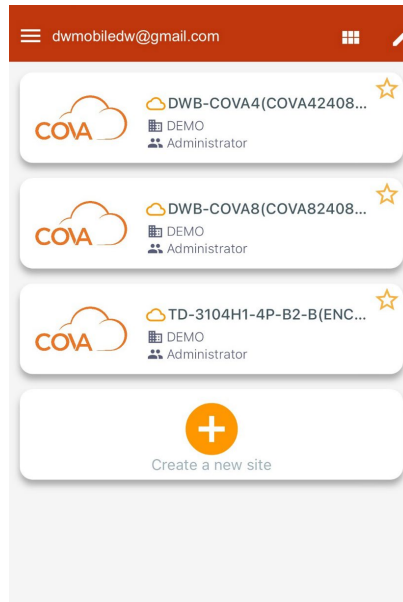 dwmobiledw@gmail.com
COVA
DWB-COVA4(COVA42408...
DEMO
Administrator
COVA
DWB-COVA8(COVA82408...
DEMO
Administrator
COVA
TD-3104H1-4P-B2-B(ENC...
DEMO
Administrator
Create a new site